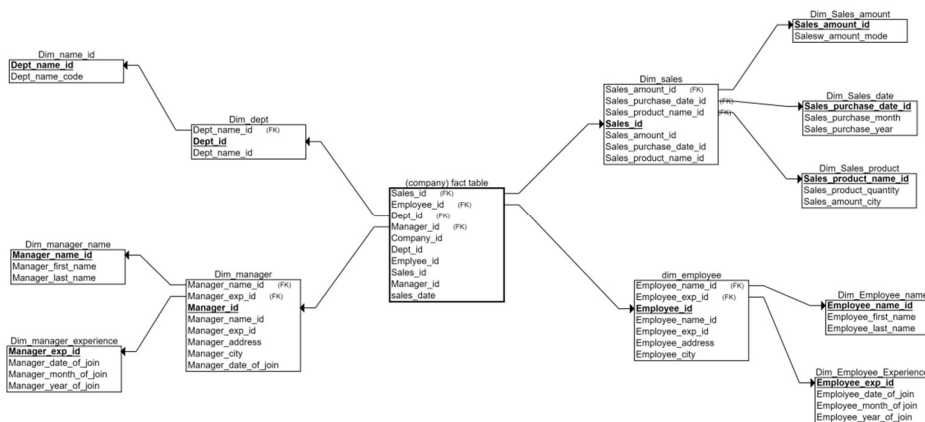 Dim_Sales_amount
Sales_amount_id
Salesw_amount_mode
Dim_name_id
Dept_name_id
Dept_name_code
Dim_sales
Sales_amount_id (FK)
Sales_purchase_date_id (FK)
Sales_product_name_id (FK)
Sales_id
Sales_amount_id
Sales_purchase_date_id
Sales_product_name_id
Dim_Sales_date
Sales_purchase_date_id
Sales_purchase_month
Sales_purchase_year
Dim_dept
Dept_name_id (FK)
Dept_id
Dept_name_id
Dim_Sales_product
Sales_product_name_id
Sales_product_quantity
Sales_amount_city
(company) fact table
Sales_id (FK)
Employee_id (FK)
Dept_id (FK)
Manager_id (FK)
Company_id
Dept_id
Emplyee_id
Sales_id
Manager_id
sales_date
Dim_manager_name
Manager_name_id
Manager_first_name
Manager_last_name
Dim_manager
Manager_name_id (FK)
Manager_exp_id (FK)
Manager_id
Manager_name_id
Manager_exp_id
Manager_address
Manager_city
Manager_date_of_join
dim_employee
Employee_name_id (FK)
Employee_exp_id (FK)
Employee_id
Employee_name_id
Employee_exp_id
Employee_address
Employee_city
Dim_Employee_name
Employee_name_id
Employee_first_name
Employee_last_name
Dim_manager_experience
Manager_exp_id
Manager_date_of_join
Manager_month_of_join
Manager_year_of_join
Dim_Employee_Experience
Employee_exp_id
Emploiyee_date_of_join
Employee_month_of join
Employee_year_of_join